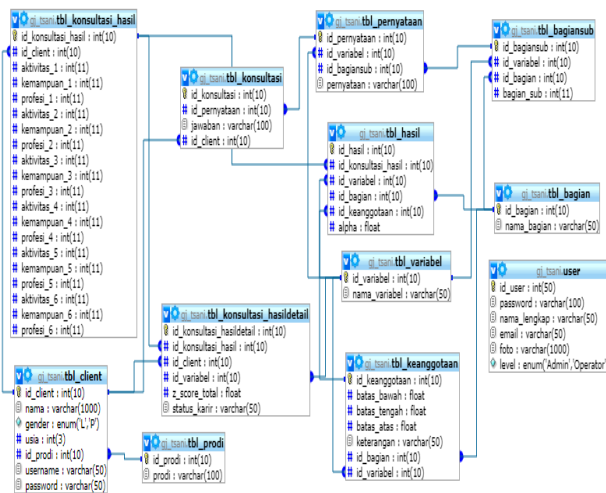 gj_tsani.tbl_konsultasi_hasil
id_konsultasi_hasil : int(10)
id_client : int(10)
aktivitas_1 : int(11)
kemampuan_1 : int(11)
profesi_1 : int(11)
aktivitas_2 : int(11)
kemampuan_2 : int(11)
profesi_2 : int(11)
aktivitas_3 : int(11)
kemampuan_3 : int(11)
profesi_3 : int(11)
aktivitas_4 : int(11)
kemampuan_4 : int(11)
profesi_4 : int(11)
aktivitas_5 : int(11)
kemampuan_5 : int(11)
profesi_5 : int(11)
aktivitas_6 : int(11)
kemampuan_6 : int(11)
profesi_6 : int(11)
gj_tsani.tbl_konsultasi
id_konsultasi : int(10)
id_pernyataan : int(10)
jawaban : varchar(100)
id_client : int(10)
gj_tsani.tbl_pernyataan
id_pernyataan : int(10)
id_variabel : int(10)
id_bagiansub : int(10)
pernyataan : varchar(100)
gj_tsani.tbl_bagiansub
id_bagiansub : int(10)
id_variabel : int(10)
id_bagian : int(10)
bagian_sub : int(11)
gj_tsani.tbl_hasil
id_hasil : int(10)
id_konsultasi_hasil : int(10)
id_variabel : int(10)
id_bagian : int(10)
id_keanggotaan : int(10)
alpha : float
gj_tsani.tbl_bagian
id_bagian : int(10)
nama_bagian : varchar(50)
gj_tsani.tbl_variabel
id_variabel : int(10)
nama_variabel : varchar(50)
gj_tsani.user
id_user : int(50)
password : varchar(100)
nama_lengkap : varchar(50)
email : varchar(50)
foto : varchar(1000)
level : enum('Admin','Operator'
gj_tsani.tbl_konsultasi_hasildetail
id_konsultasi_hasildetail : int(10)
id_konsultasi_hasil : int(10)
id_client : int(10)
id_variabel : int(10)
z_score_total : float
status_karir : varchar(50)
gj_tsani.tbl_keanggotaan
id_keanggotaan : int(10)
batas_bawah : float
batas_tengah : float
batas_atas : float
keterangan : varchar(50)
id_bagian : int(10)
id_variabel : int(10)
gj_tsani.tbl_client
id_client : int(10)
nama : varchar(1000)
gender : enum('L','P')
usia : int(3)
id_prodi : int(10)
username : varchar(50)
password : varchar(50)
gj_tsani.tbl_prodi
id_prodi : int(10)
prodi : varchar(100)